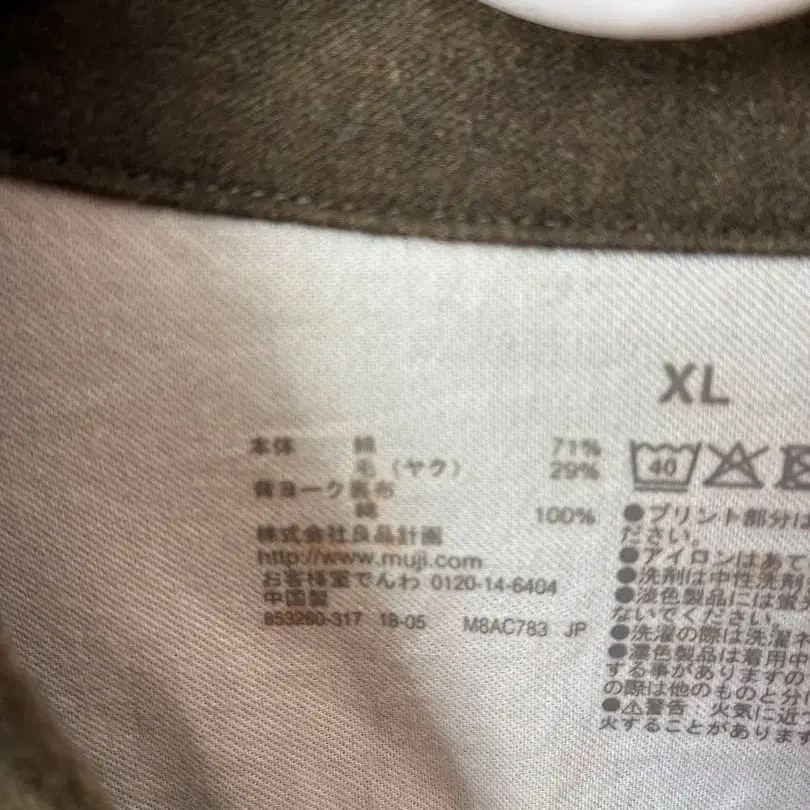 XL
本体 綿 71%
毛(ヤク) 29%
背ヨーク裏布
綿 100%
株式会社良品計画
http://www.muji.com
お客様室でんわ 0120-14-6404
中国製
853260-317 18-05 M8AC783 JP
40
●プリント部分は
ださい。
●アイロンはあて
●洗剤は中性洗剤
●淡色製品には蛍
ないでください。
●洗濯の際は洗濯ネ
●濃色製品は着用中
する事がありますの
の際は他のものと分け
●⚠警告、火気に近
火することがあります